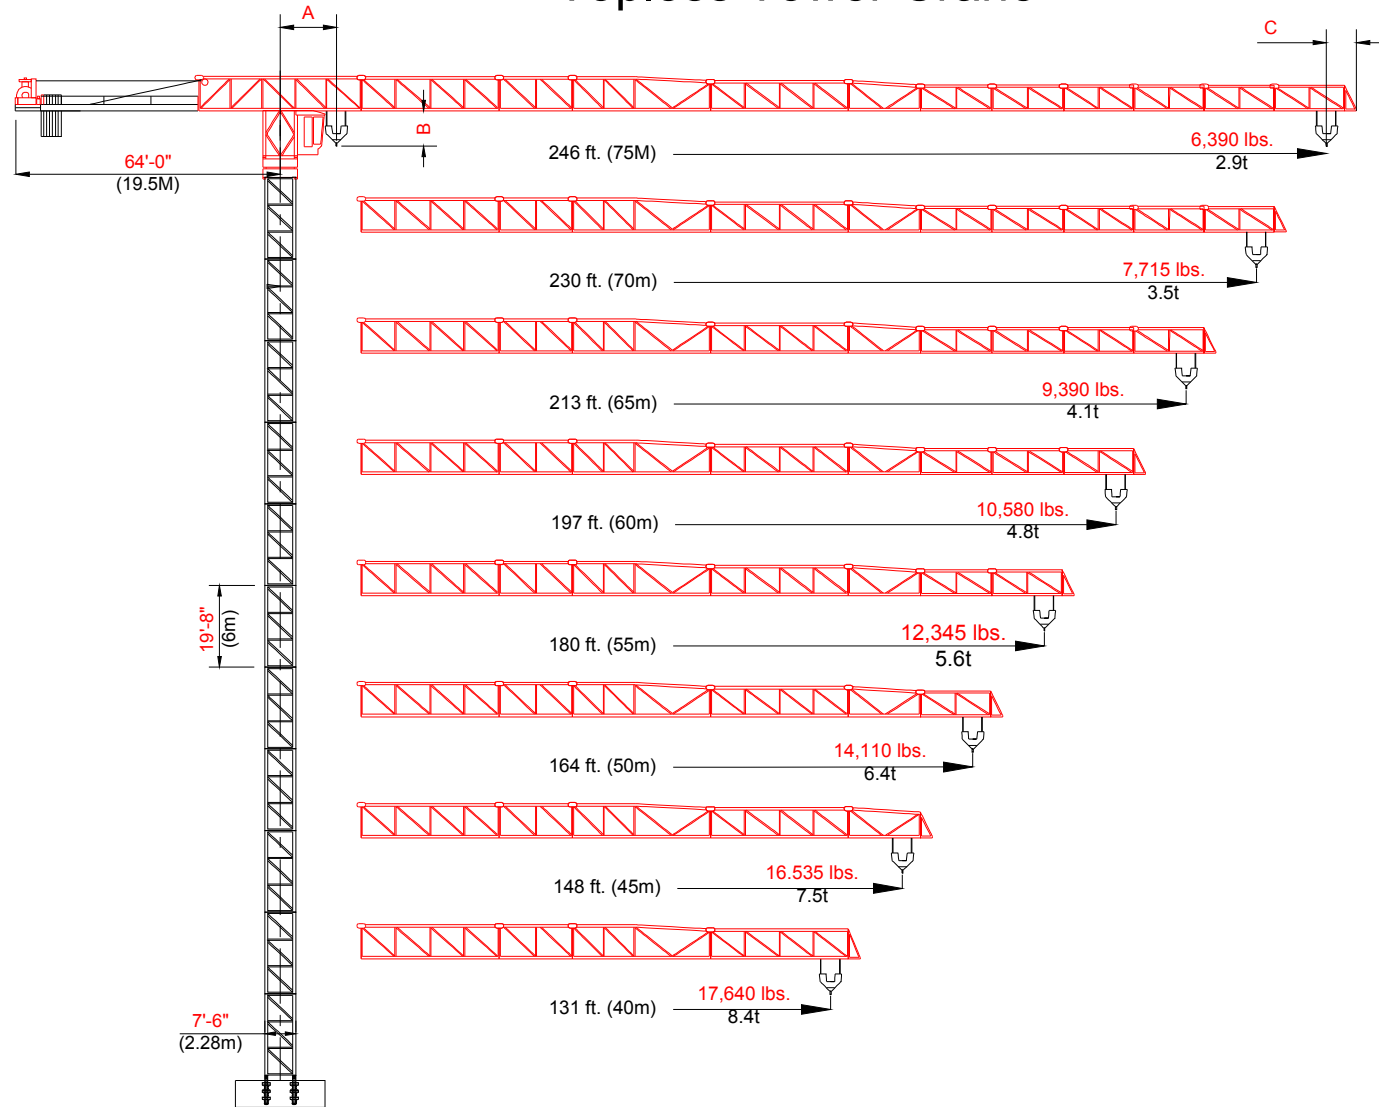 A
C
B
64'-0"
(19.5M)
246 ft. (75M)
6,390 lbs.
2.9t
230 ft. (70m)
7,715 lbs.
3.5t
213 ft. (65m)
9,390 lbs.
4.1t
197 ft. (60m)
10,580 lbs.
4.8t
19'-8"
(6m)
180 ft. (55m)
12,345 lbs.
5.6t
164 ft. (50m)
14,110 lbs.
6.4t
148 ft. (45m)
16.535 lbs.
7.5t
131 ft. (40m)
17,640 lbs.
8.4t
7'-6"
(2.28m)